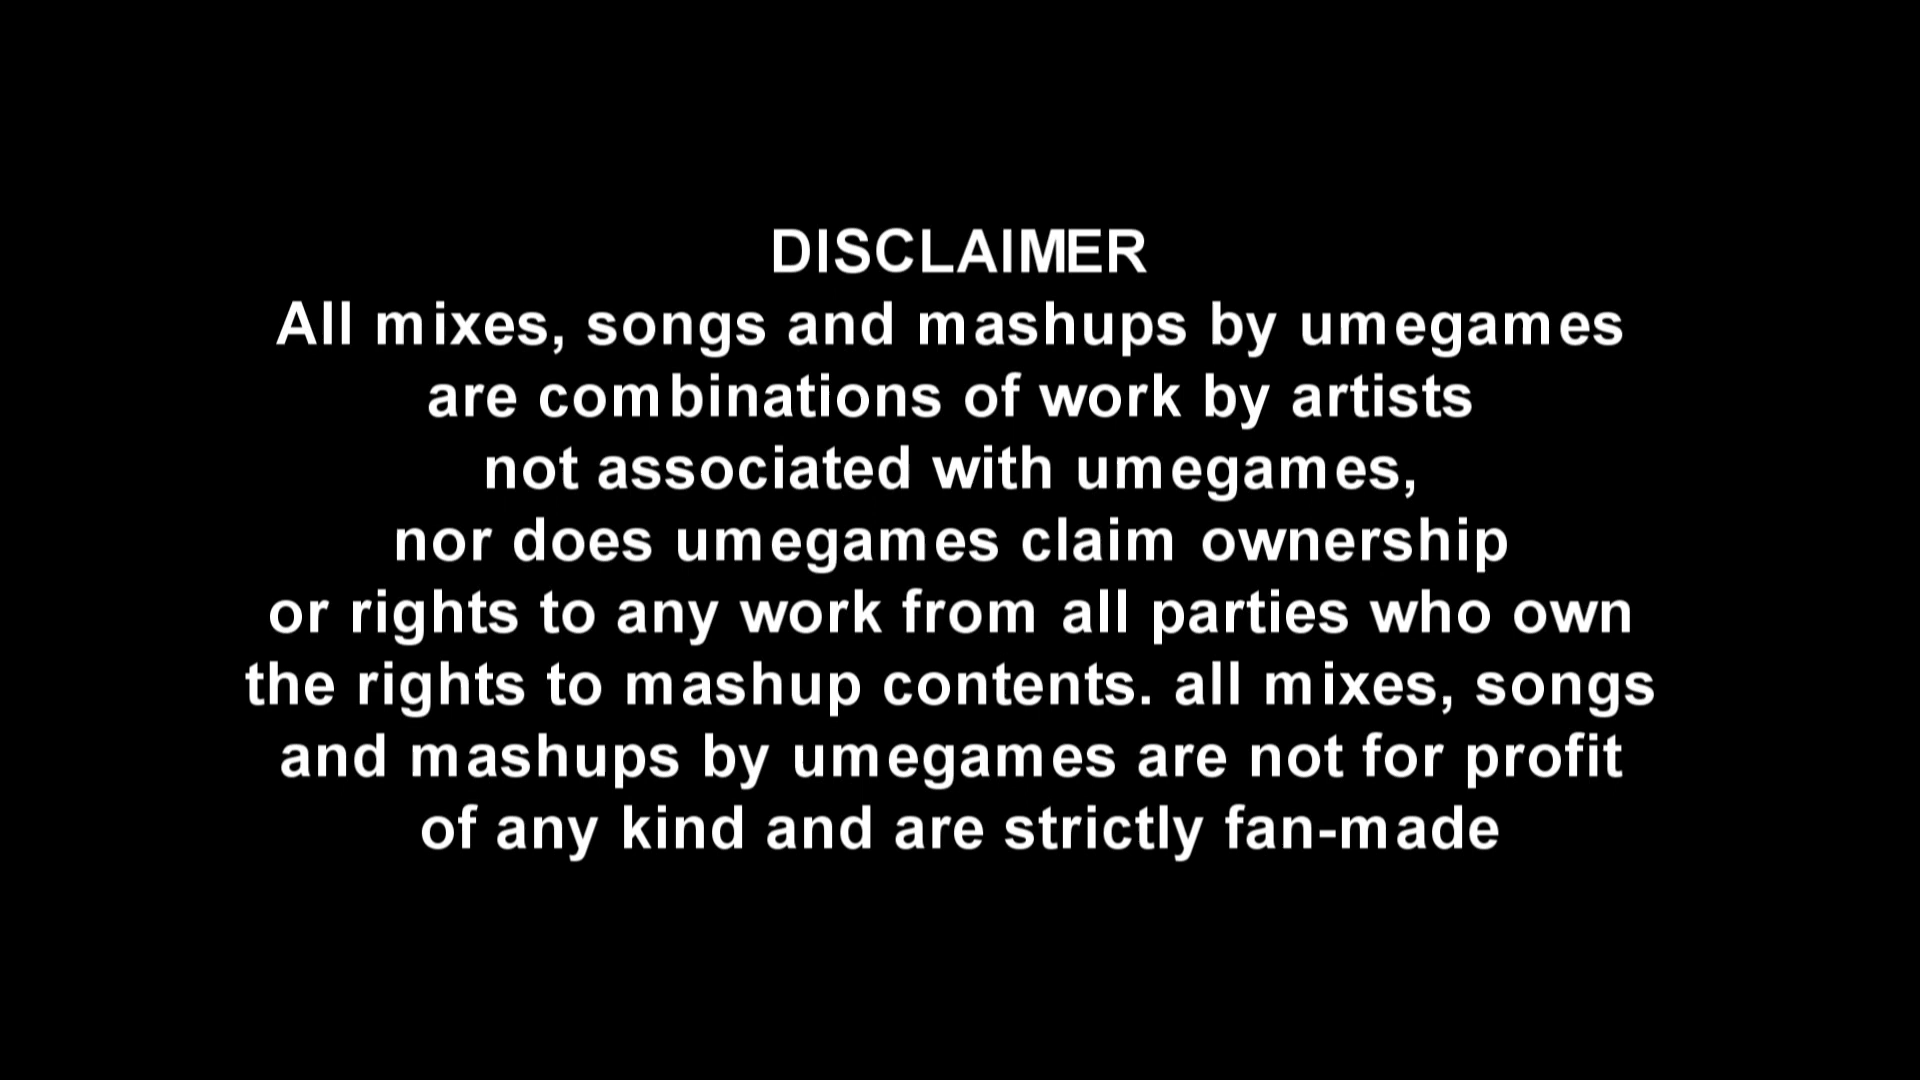 DISCLAIMER
All mixes, songs and mashups by umegames
are combinations of work by artists
not associated with umegames,
nor does umegames claim ownership
or rights to any work from all parties who own
the rights to mashup contents. all mixes, songs
and mashups by umegames are not for profit
of any kind and are strictly fan-made